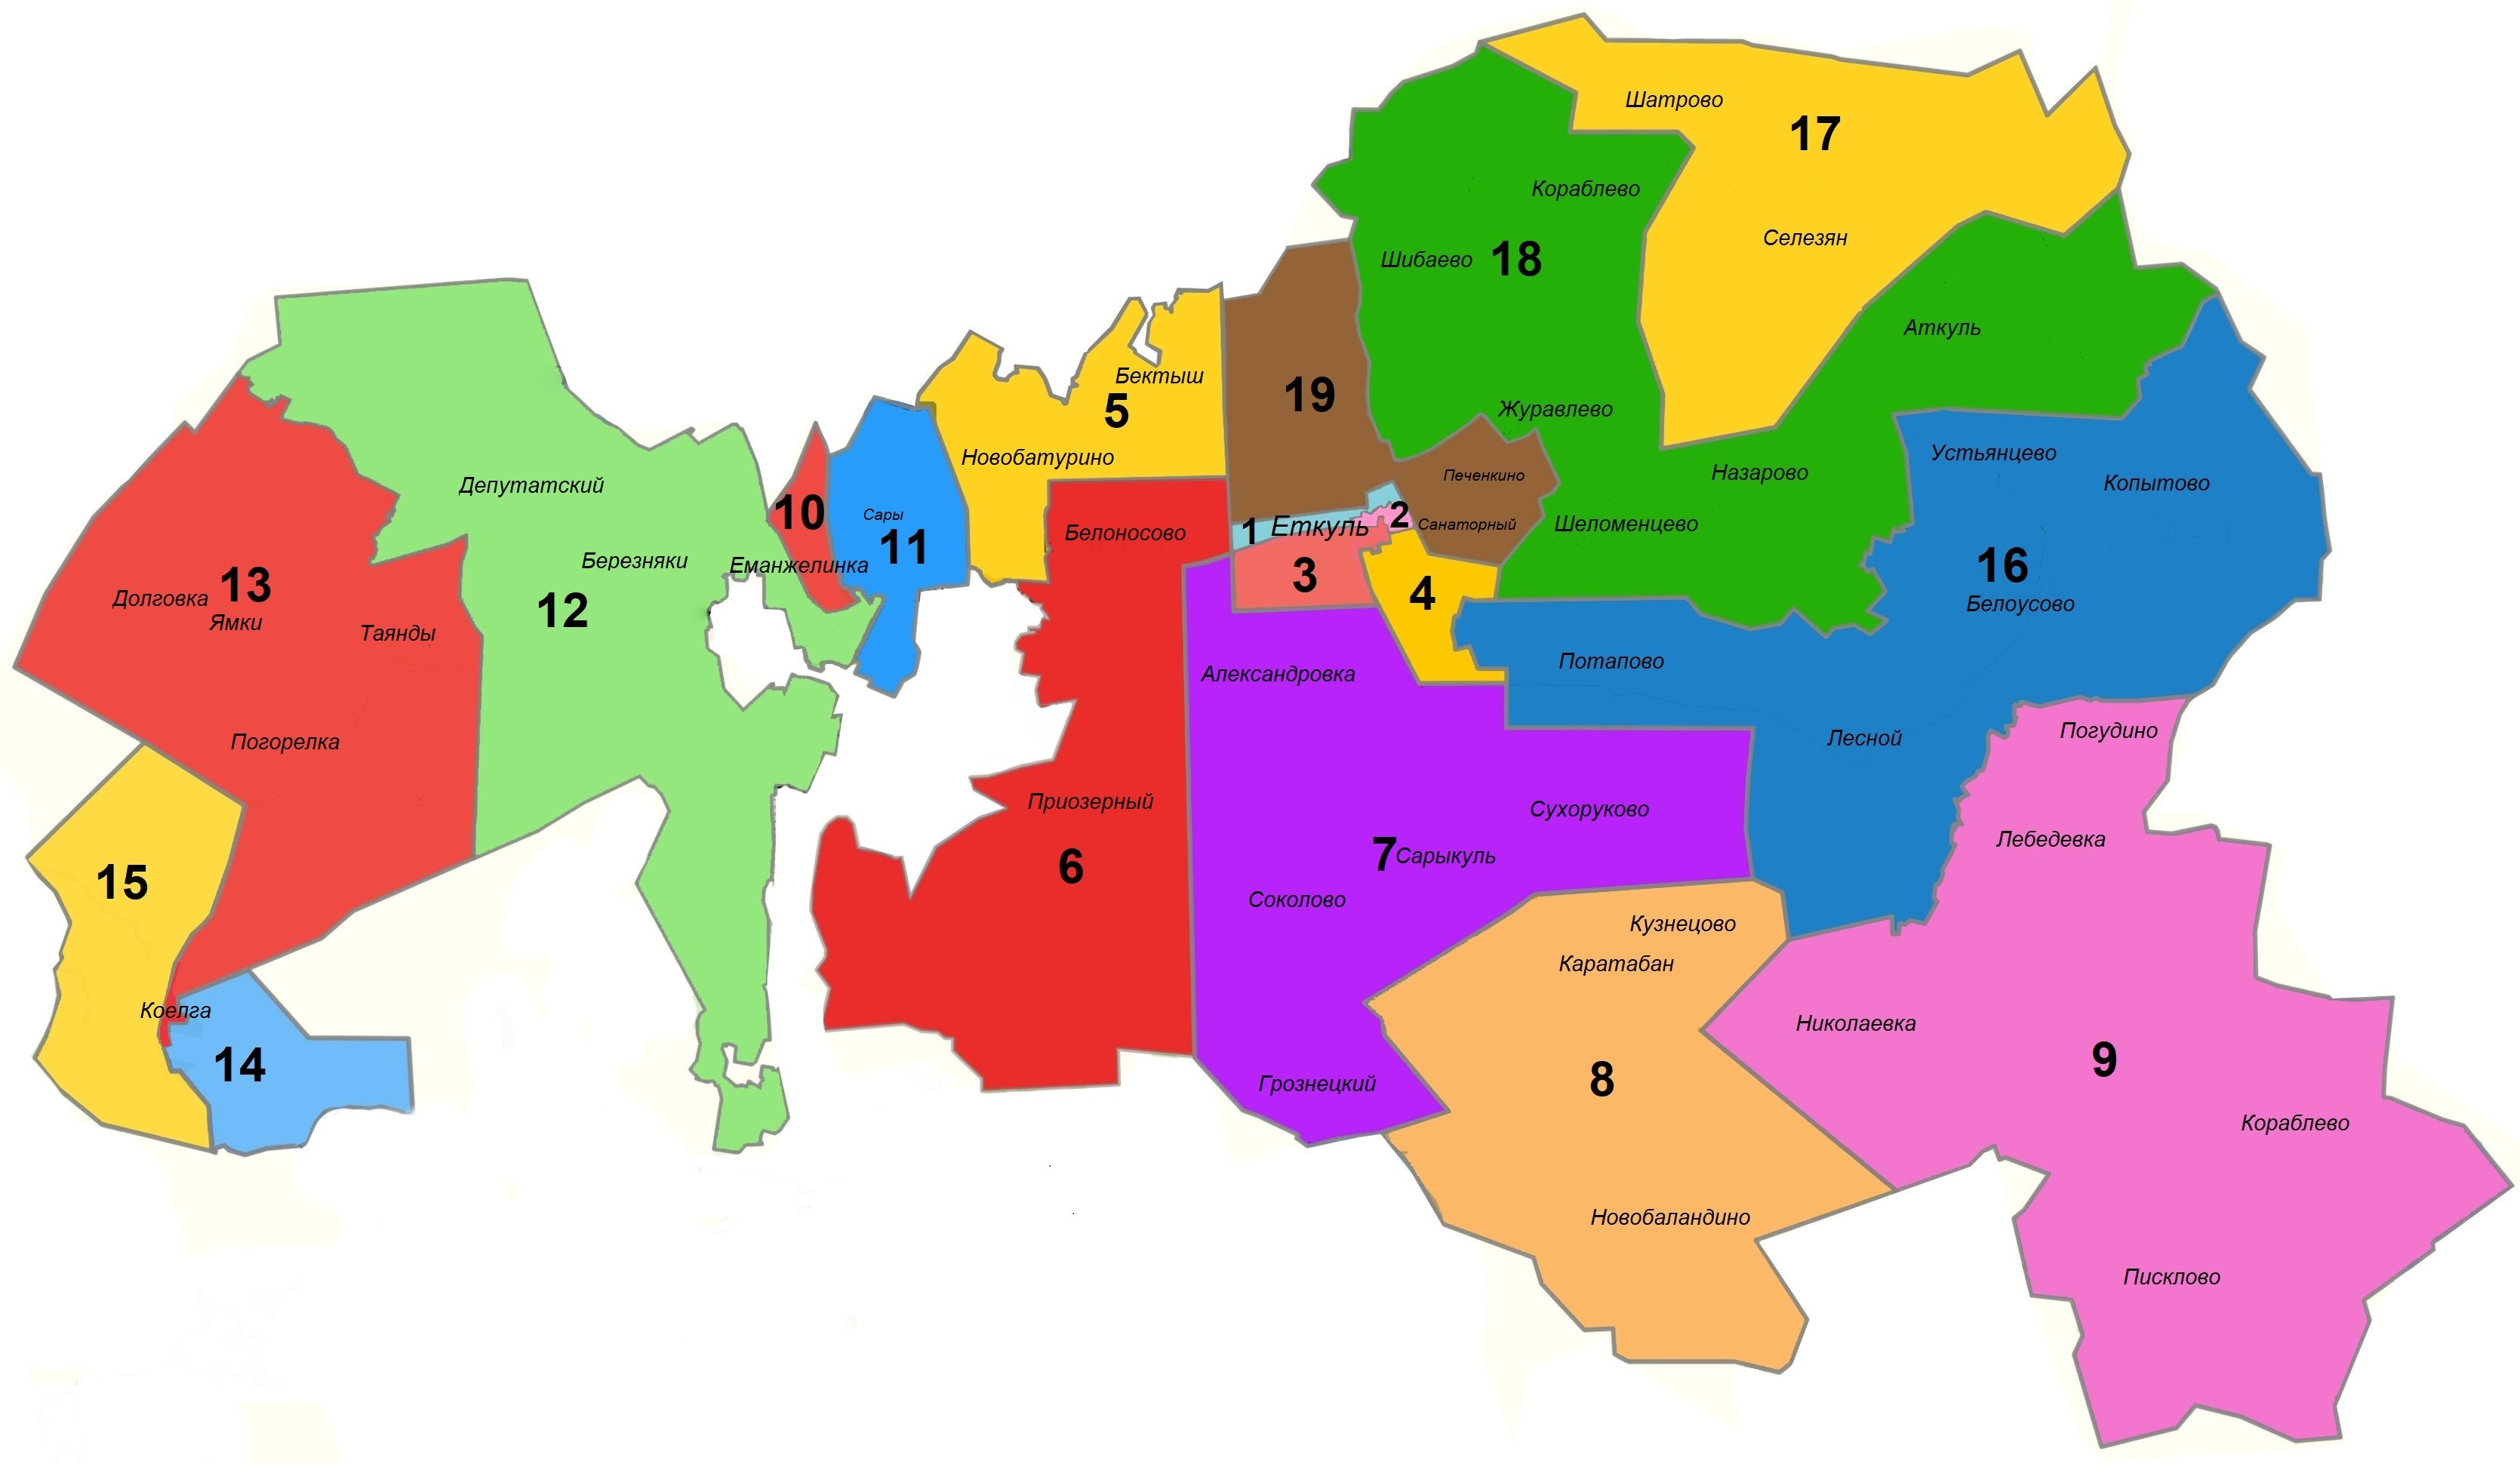 Шатрово
17
Кораблево
Селезян
Шибаево
18
Аткуль
Бектыш
19
5
Журавлево
Новобатурино
Устьянцево
Назарово
Печенкино
Копытово
Депутатский
10
Сары
2
1
Еткуль
Санаторный
Шеломенцево
Белоносово
11
Березняки
Еманжелинка
16
3
13
4
Долговка
12
Белоусово
Ямки
Таянды
Потапово
Александровка
Погудино
Лесной
Погорелка
Приозерный
Сухоруково
Лебедевка
7
Сарыкуль
6
15
Соколово
Кузнецово
Каратабан
Коелга
Николаевка
14
9
8
Грознецкий
Кораблево
Новобаландино
Писклово